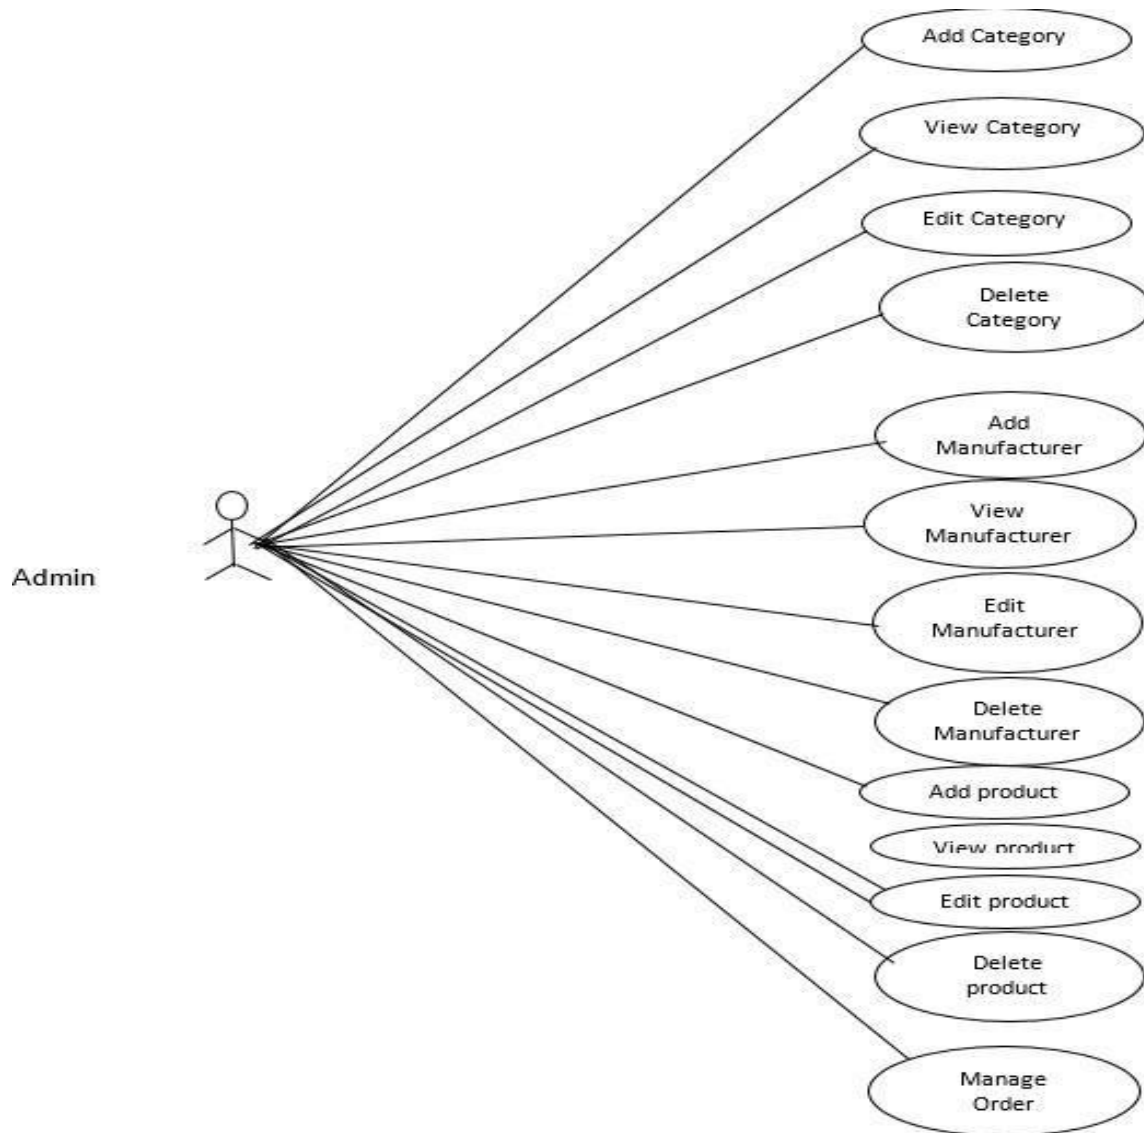 Add Category
View Category
Edit Category
Delete
Category
Add
Manufacturer
View
Manufacturer
Edit
Manufacturer
Admin
Delete
Manufacturer
Add product
View product
Edit product
Delete
product
Manage
Order